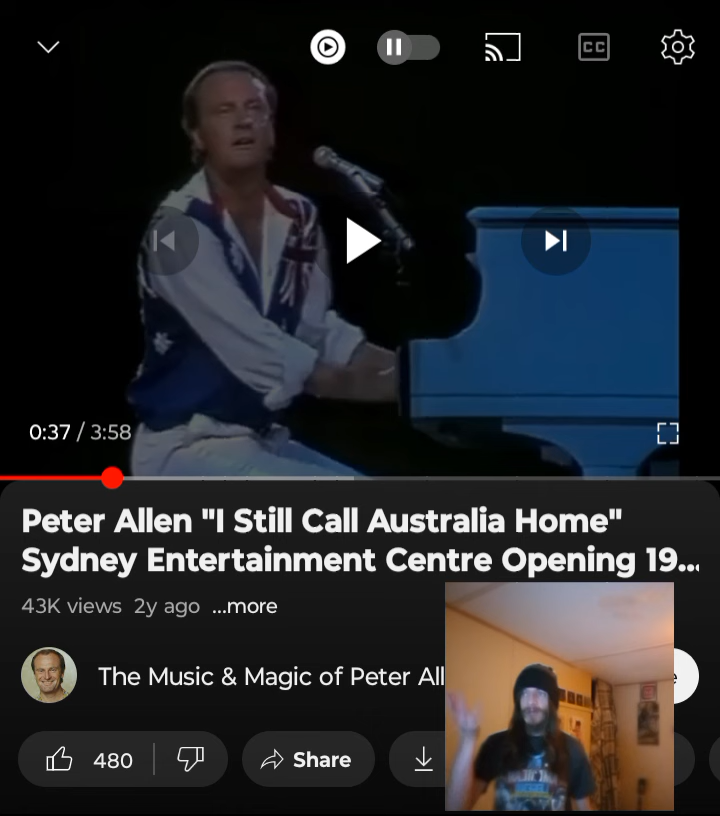 CC
0:37 / 3:58
Peter Allen "I Still Call Australia Home"
Sydney Entertainment Centre Opening 19...
43K views 2y ago ...more
The Music & Magic of Peter All
480 Share